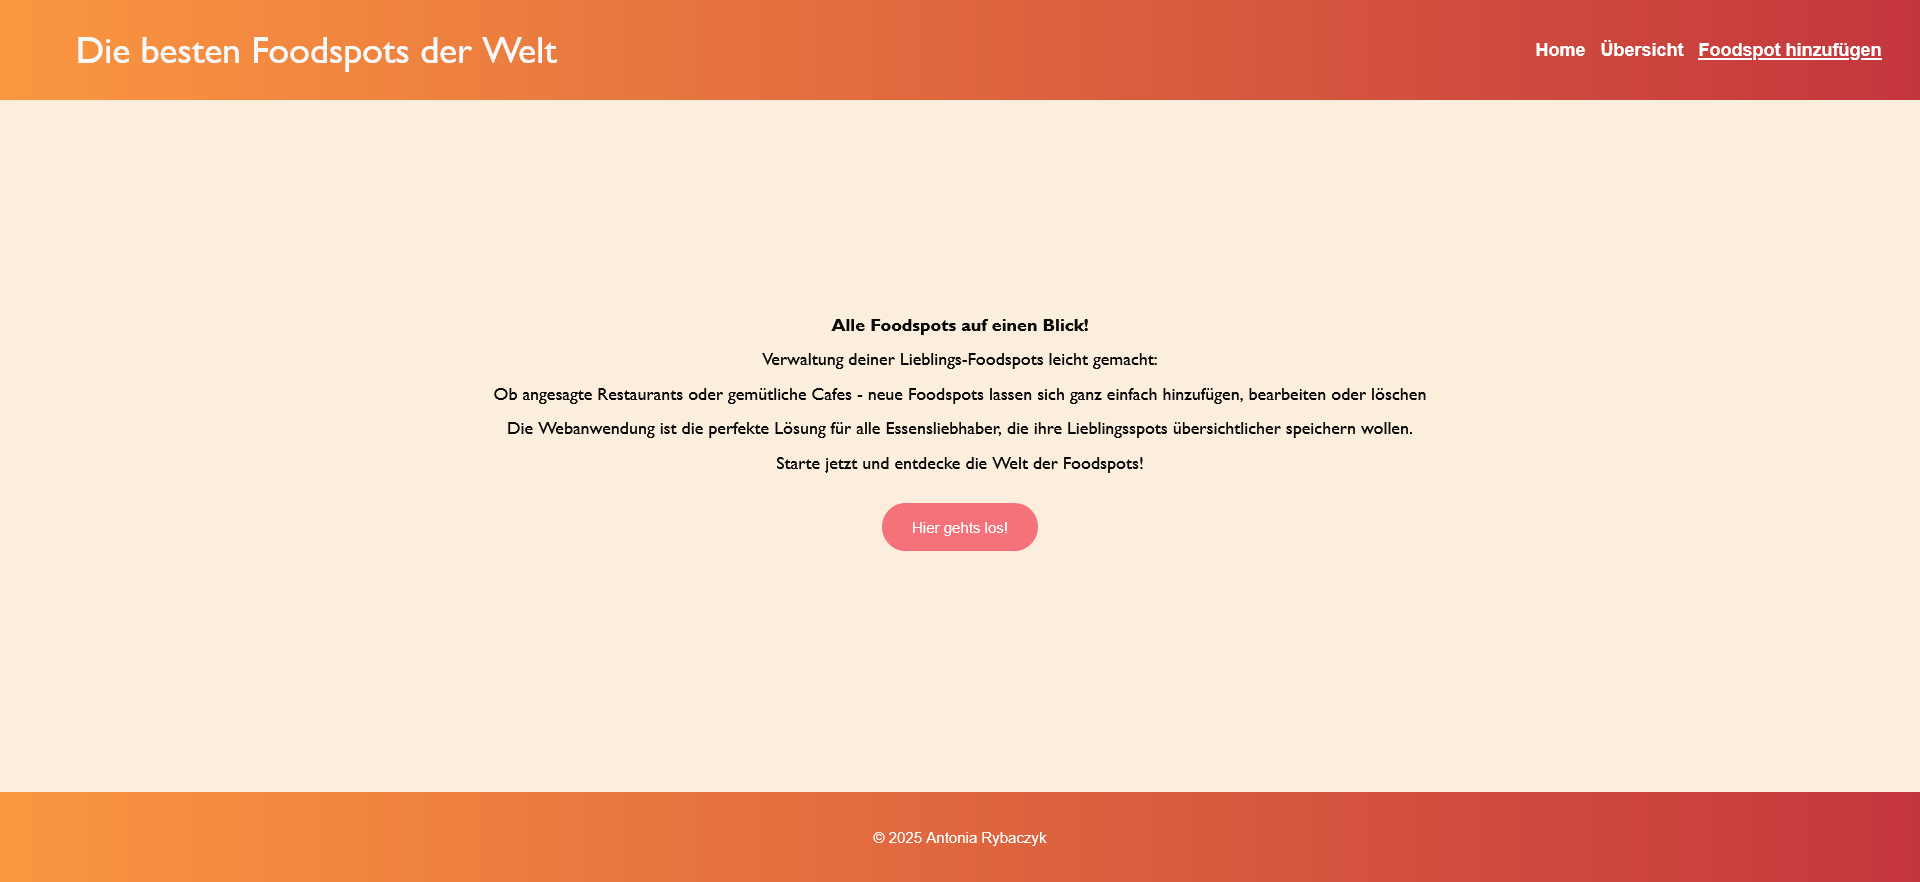 Die besten Foodspots der Welt
Home Übersicht Foodspot hinzufügen
Alle Foodspots auf einen Blick!
Verwaltung deiner Lieblings-Foodspots leicht gemacht:
Ob angesagte Restaurants oder gemütliche Cafes - neue Foodspots lassen sich ganz einfach hinzufügen, bearbeiten oder löschen
Die Webanwendung ist die perfekte Lösung für alle Essensliebhaber, die ihre Lieblingsspots übersichtlicher speichern wollen.
Starte jetzt und entdecke die Welt der Foodspots!
Hier gehts los!
© 2025 Antonia Rybaczyk